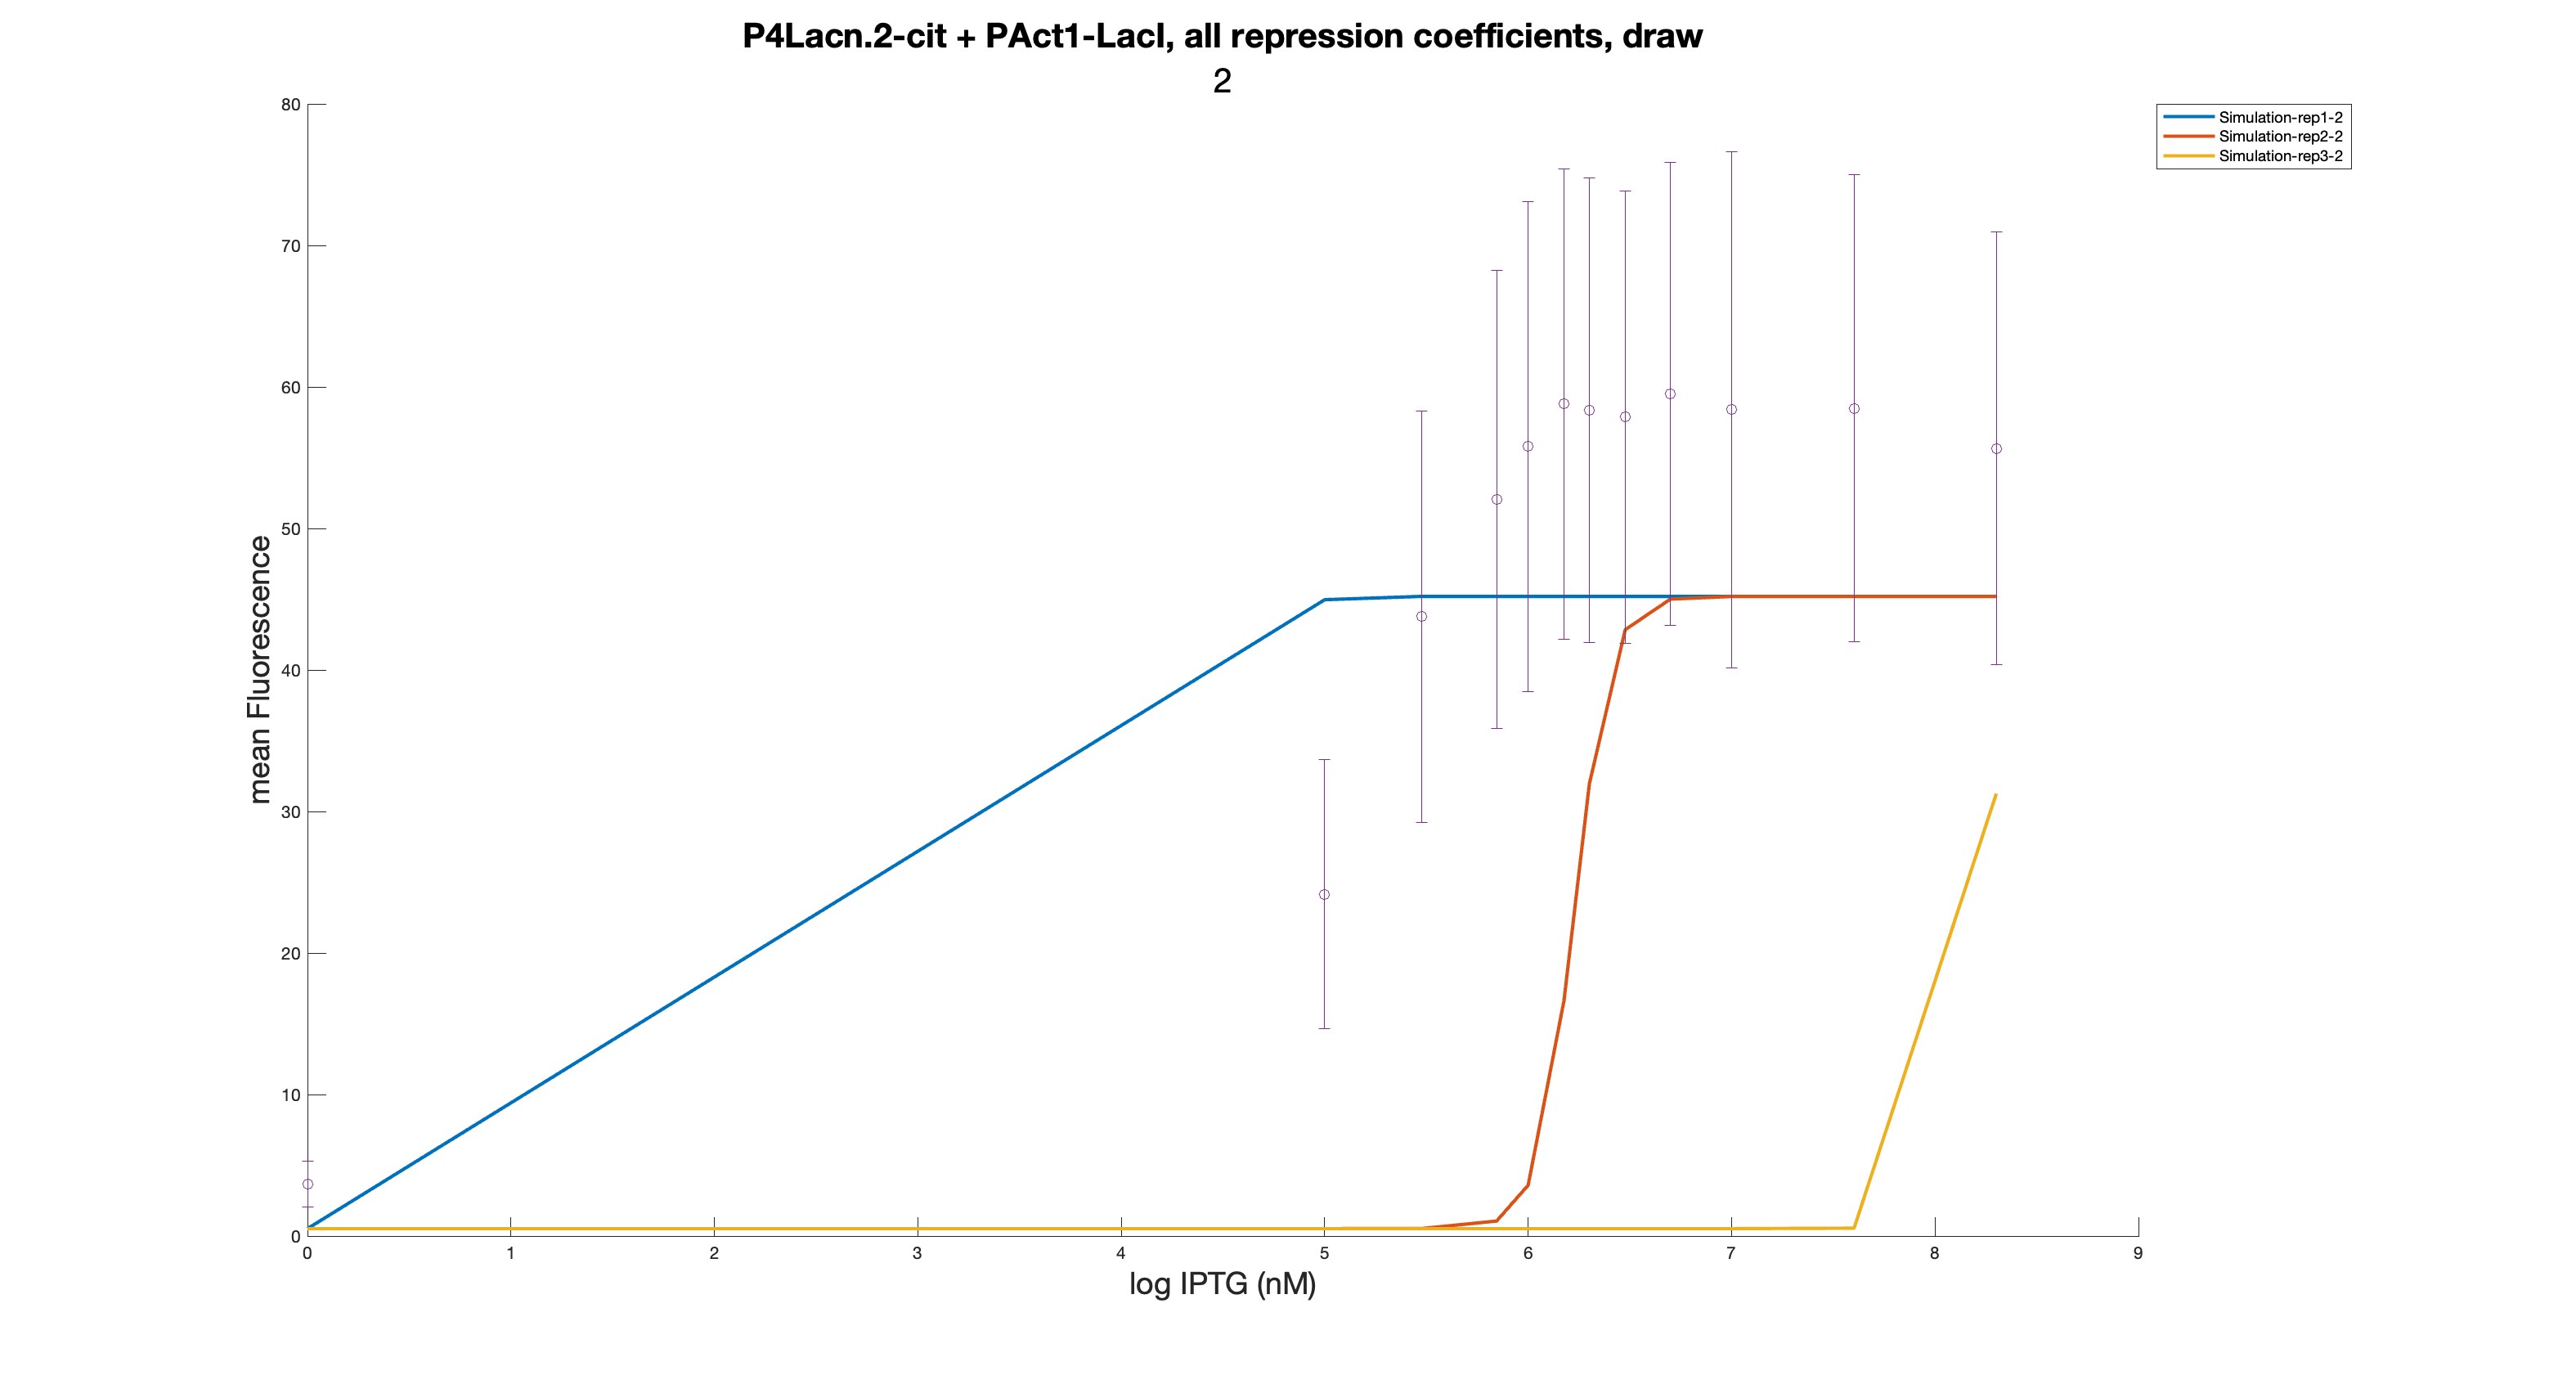 P4Lacn.2-cit + PAct1-LacI, all repression coefficients, draw
2
Simulation-rep1-2
Simulation-rep2-2
Simulation-rep3-2
mean Fluorescence
80
70
60
50
40
30
20
10
0
0 1 2 3 4 5 6 7 8 9
log IPTG (nM)